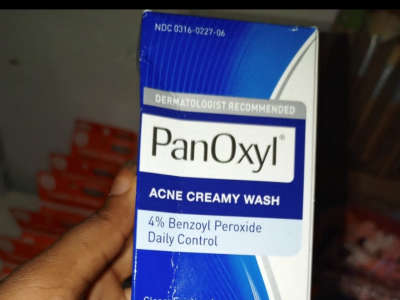 NDC 0316-0227-06
DERMATOLOGIST RECOMMENDED
PanOxyl®
ACNE CREAMY WASH
4% Benzoyl Peroxide
Daily Control